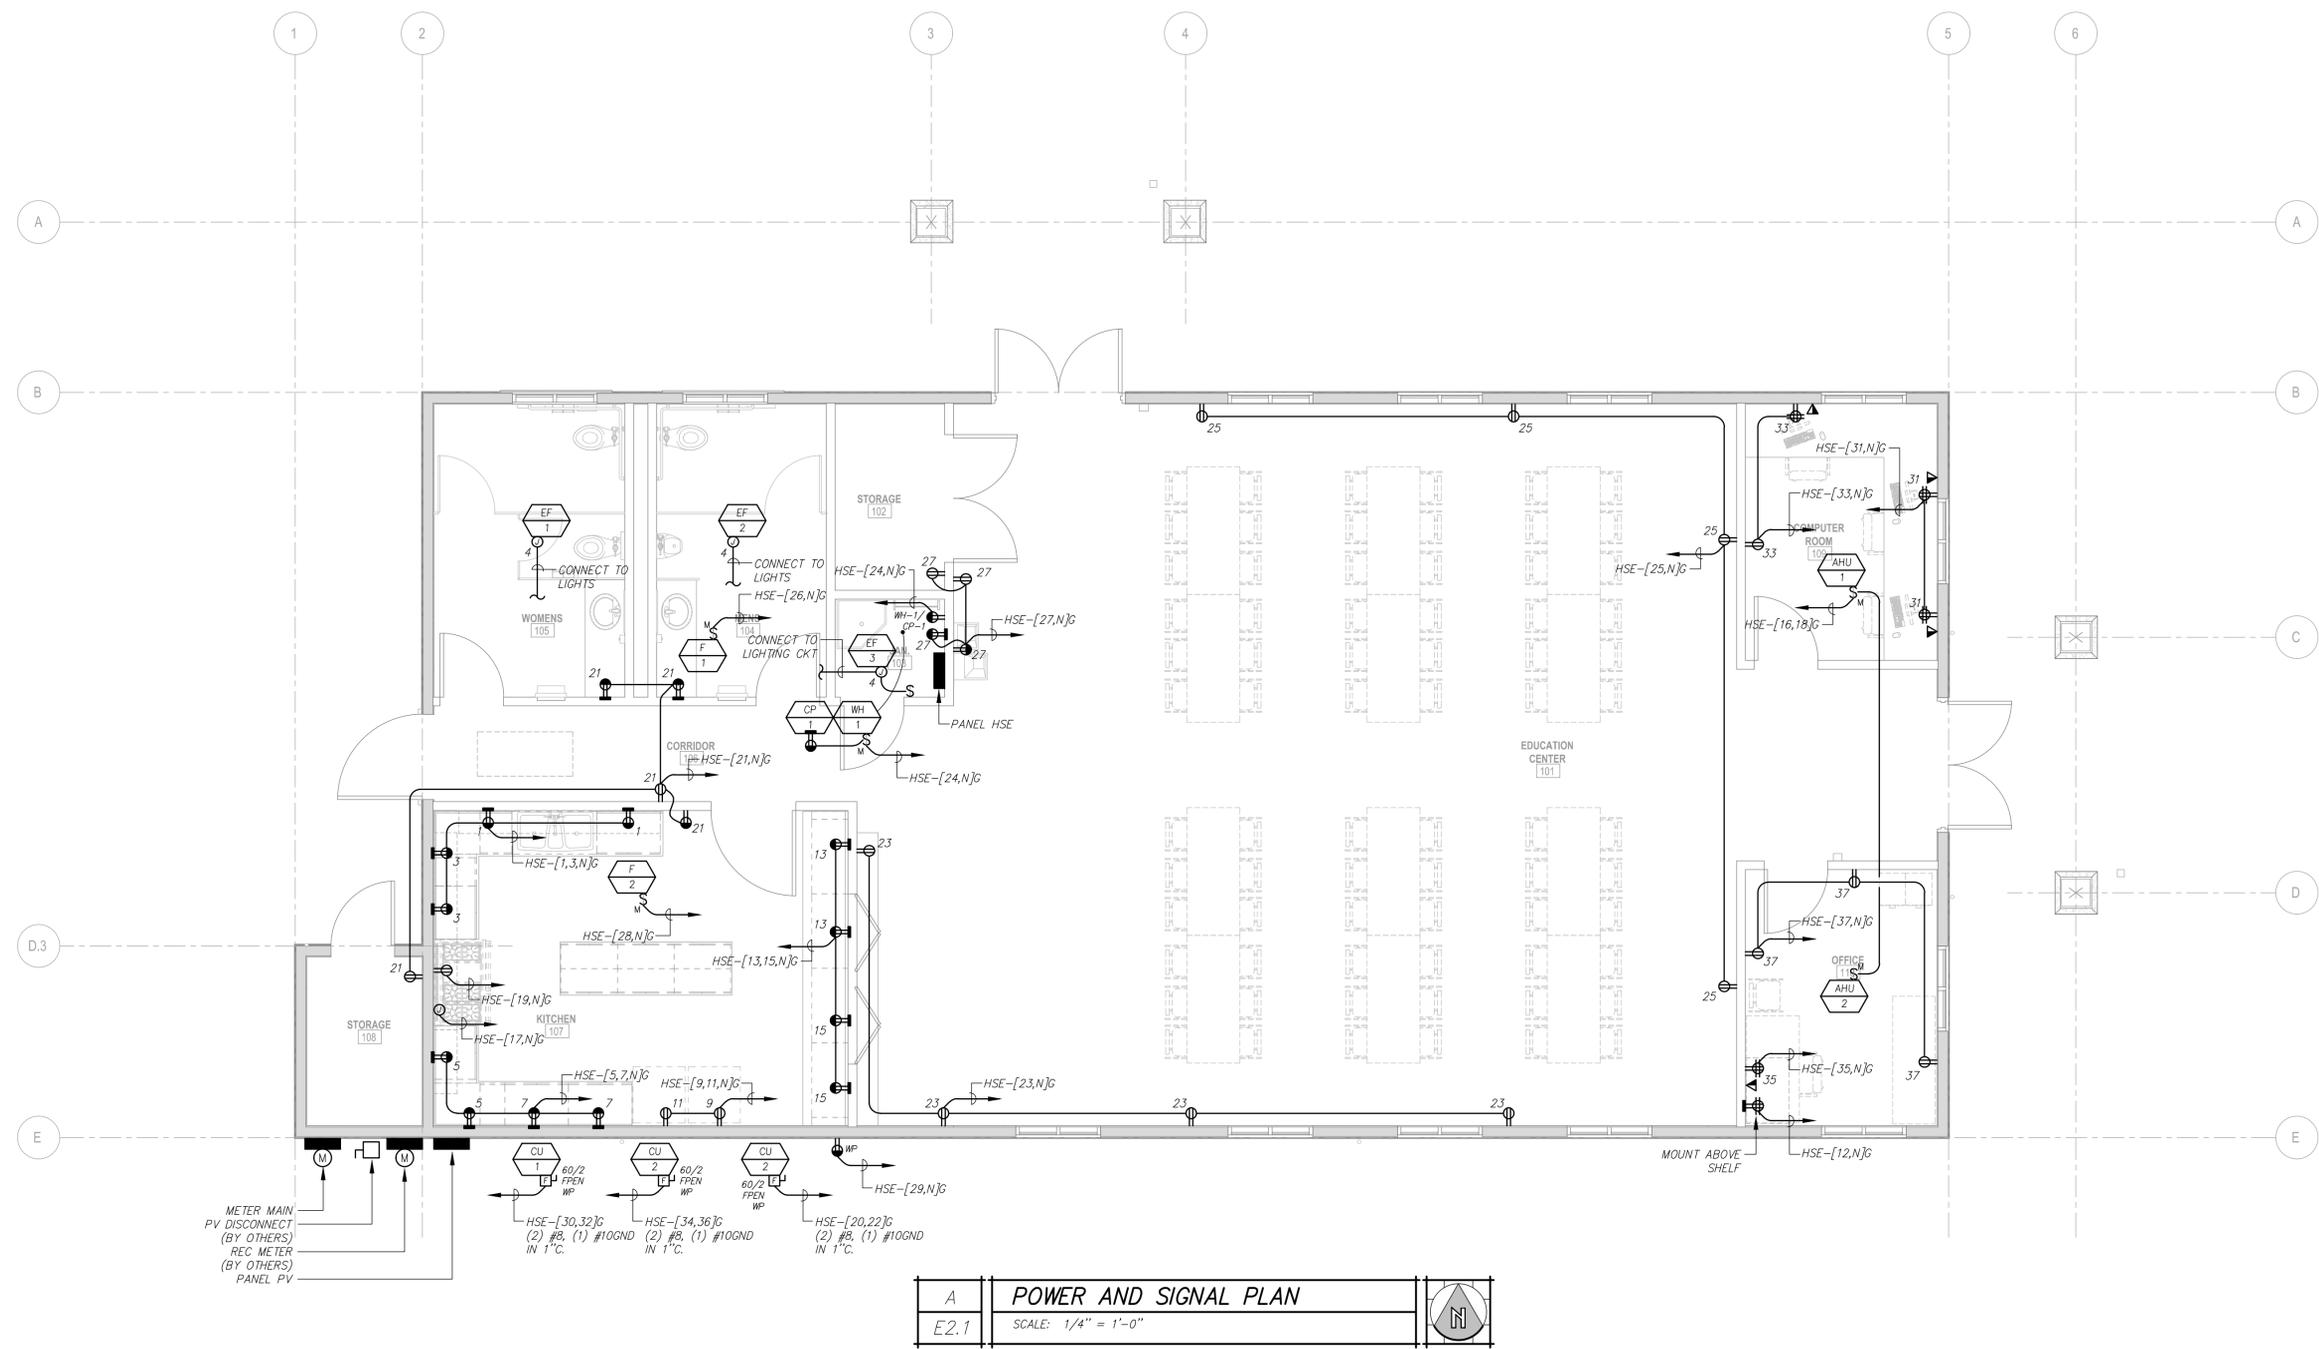 1
2
3
4
5
6
A
A
B
B
25
25
33
HSE-[31,N]G
31
HSE-[33,N]G
STORAGE
102
EF
1
EF
2
4
4
CONNECT TO
LIGHTS
CONNECT TO
LIGHTS
HSE-[24,N]G
27
27
25
HSE-[25,N]G
33
COMPUTER
ROOM
109
AHU
1
S
M
31
HSE-[16,18]G
HSE-[26,N]G
WOMENS
105
M
S
104
F
1
WH-1/
CP-1
27
27
HSE-[27,N]G
CONNECT TO
LIGHTING CKT
EF
3
103
4
S
C
C
21
21
CP
1
WH
1
S
M
PANEL HSE
HSE-[24,N]G
CORRIDOR
106
HSE-[21,N]G
21
21
EDUCATION
CENTER
101
1
1
HSE-[1,3,N]G
3
3
F
2
S
M
HSE-[28,N]G
13
23
13
HSE-[13,15,N]G
D
D
37
HSE-[37,N]G
37
D.3
21
HSE-[19,N]G
J
HSE-[17,N]G
KITCHEN
107
STORAGE
108
15
25
OFFICE
S
M
AHU
2
5
HSE-[5,7,N]G
HSE-[9,11,N]G
15
HSE-[23,N]G
35
HSE-[35,N]G
37
5
7
7
11
9
23
23
23
E
E
MOUNT ABOVE
SHELF
HSE-[12,N]G
M
M
CU
1
F
60/2
FPEN
WP
CU
2
F
60/2
FPEN
WP
CU
2
F
60/2
FPEN
WP
WP
HSE-[29,N]G
METER MAIN
PV DISCONNECT
(BY OTHERS)
REC METER
(BY OTHERS)
PANEL PV
HSE-[30,32]G
(2) #8, (1) #10GND
IN 1"C.
HSE-[34,36]G
(2) #8, (1) #10GND
IN 1"C.
HSE-[20,22]G
(2) #8, (1) #10GND
IN 1"C.
A
E2.1
POWER AND SIGNAL PLAN
SCALE: 1/4" = 1'-0"
N